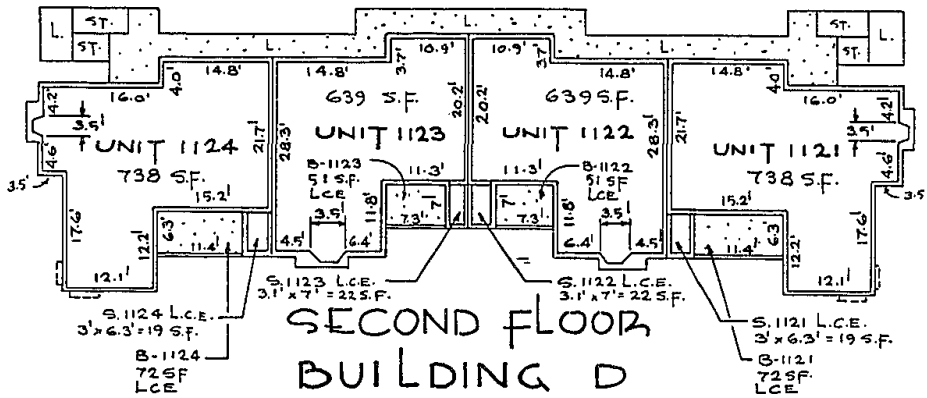 L.
ST.
ST.
L.
L.
ST.
ST.
L.
14.8'
14.8'
10.9'
10.9'
14.8'
14.8'
4.0'
3.7'
3.7'
4.0'
16.0'
16.0'
4.2'
3.5'
4.6'
3.5'
UNIT 1124
738 S.F.
21.7'
15.2'
17.6'
12.2'
12.1'
6.3'
11.4'
639 S.F.
UNIT 1123
28.3'
20.2'
B-1123
51 S.F.
LCE
11.3'
7.3'
7'
11.8'
3.5'
4.5'
6.4'
639 S.F.
UNIT 1122
20.2'
28.3'
B-1122
51 SF
LCE
11.3'
7'
7.3'
11.8'
3.5'
6.4'
4.5'
UNIT 1121
738 S.F.
21.7'
3.5'
4.2'
4.6'
3.5
15.2'
6.3'
11.4'
12.2'
17.6'
12.1'
S.1123 L.C.E.
3.1' x 7' = 22 S.F.
S.1122 L.C.E.
3.1' x 7' = 22 S.F.
S.1124 L.C.E.
3' x 6.3' = 19 S.F.
S.1121 L.C.E.
3' x 6.3' = 19 S.F.
B-1124
72 SF
LCE
B-1121
72 SF.
LCE
SECOND FLOOR
BUILDING D